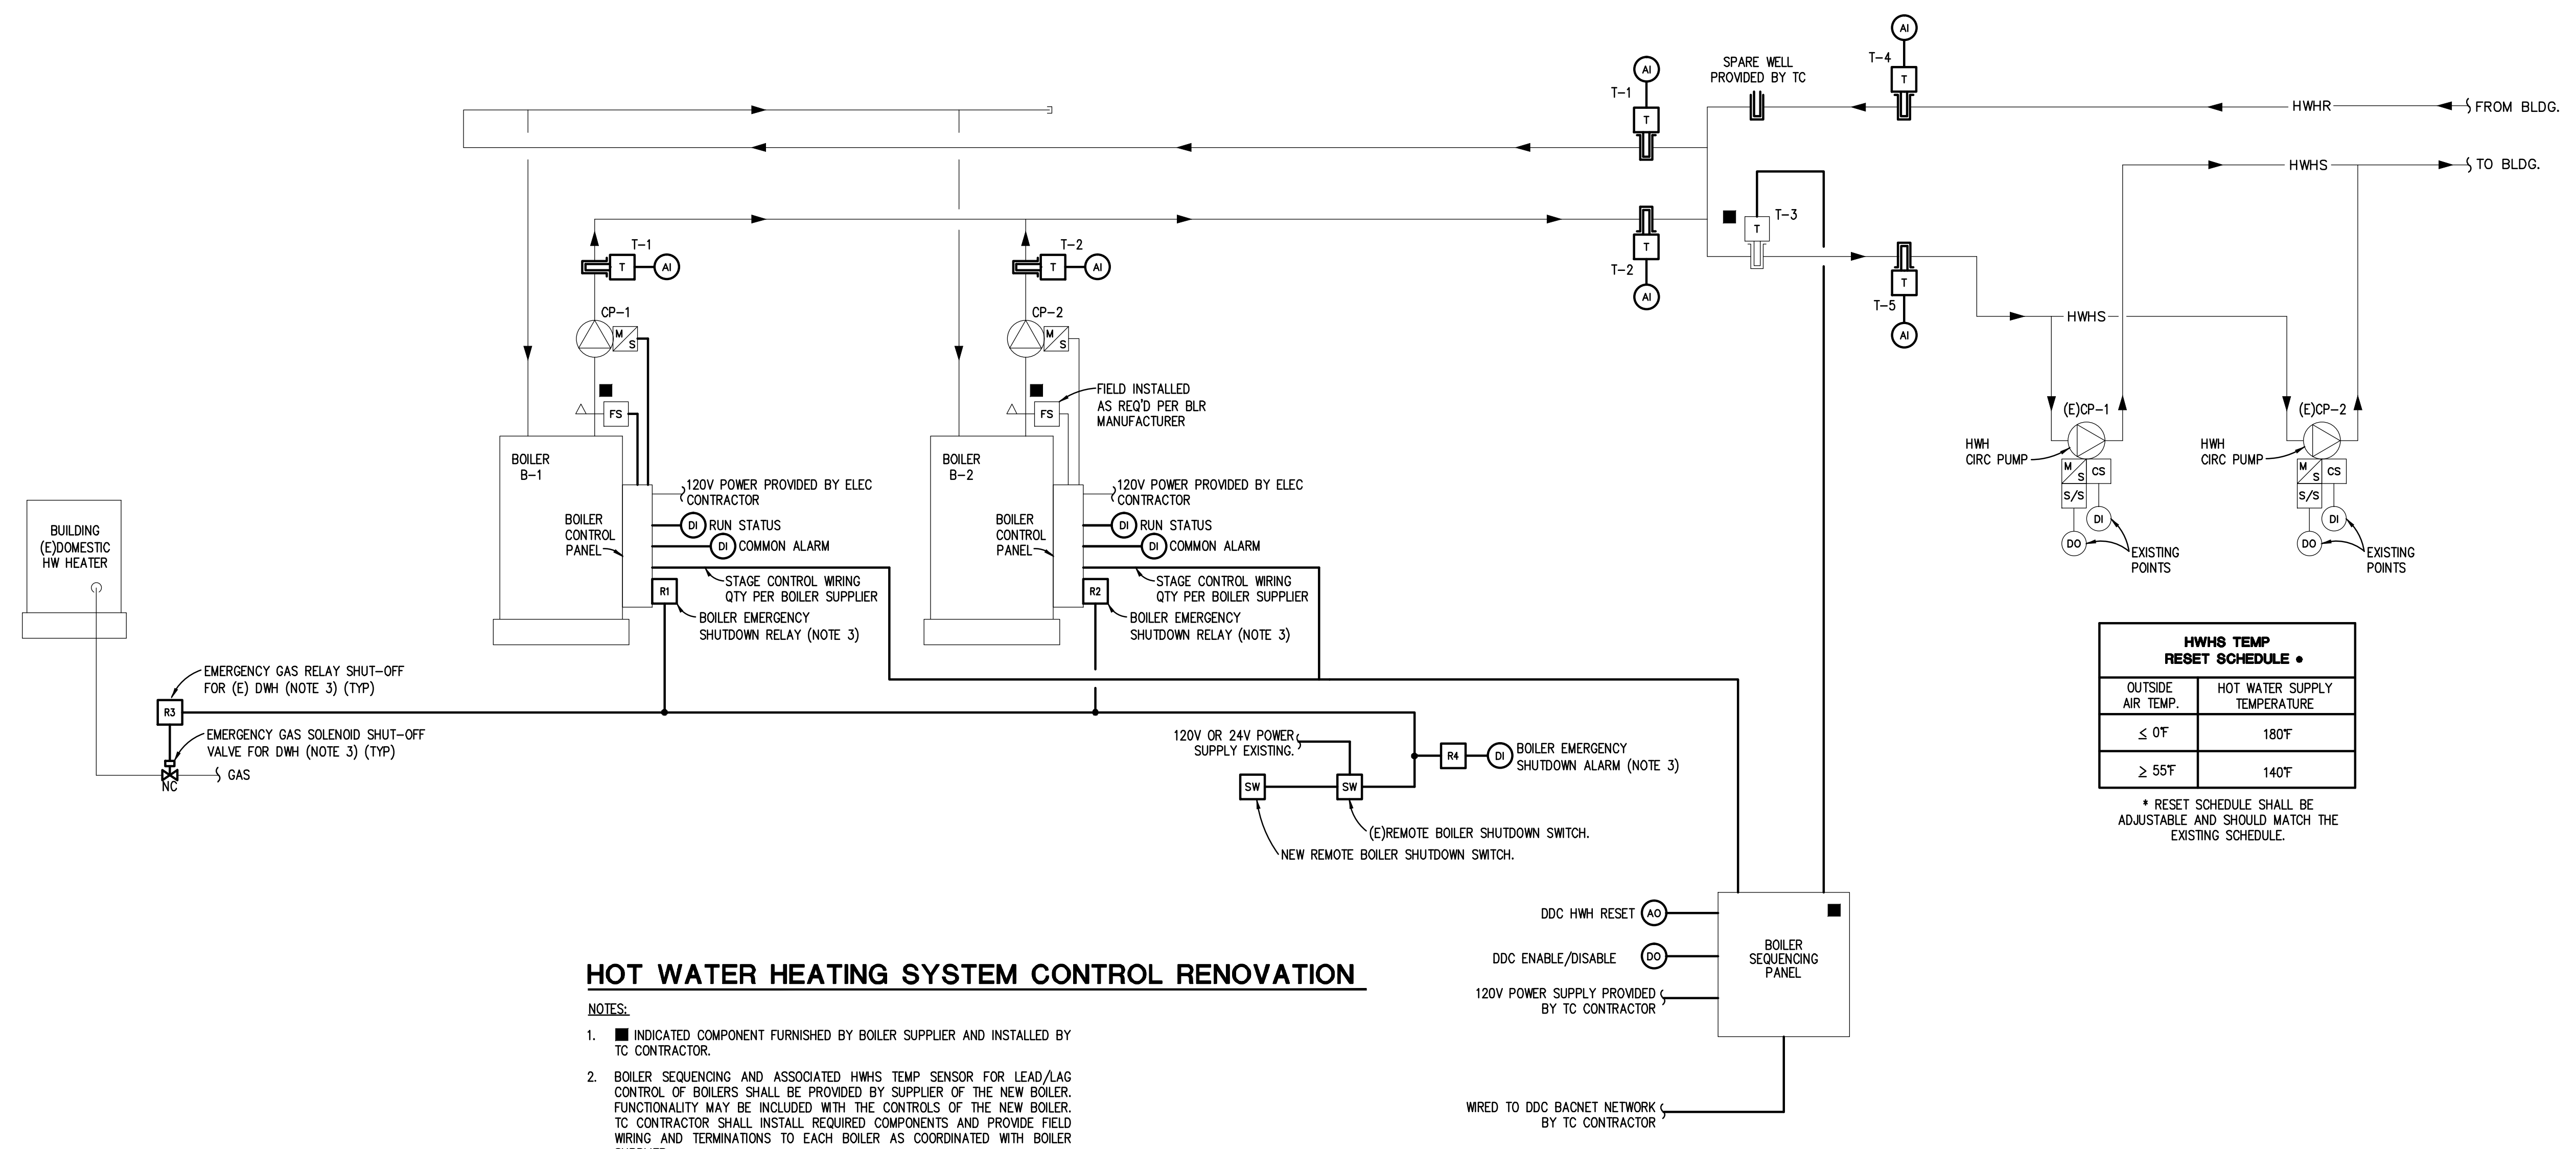 AI
T-4
T
SPARE WELL
PROVIDED BY TC
AI
T-1
T
HWHR
FROM BLDG.
HWHS
TO BLDG.
T-1
T
AI
T-2
T
AI
T
T-2
AI
T-3
T
T
T-5
AI
HWHS
CP-1
M
S
CP-2
M
S
FS
FS
FIELD INSTALLED
AS REQ'D PER BLR
MANUFACTURER
(E)CP-1
HWH
CIRC PUMP
M
S
CS
S/S
DI
DO
EXISTING
POINTS
(E)CP-2
HWH
CIRC PUMP
M
S
CS
S/S
DI
DO
EXISTING
POINTS
BOILER
B-1
BOILER
CONTROL
PANEL
120V POWER PROVIDED BY ELEC
CONTRACTOR
DI RUN STATUS
DI COMMON ALARM
STAGE CONTROL WIRING
QTY PER BOILER SUPPLIER
R1
BOILER EMERGENCY
SHUTDOWN RELAY (NOTE 3)
BOILER
B-2
BOILER
CONTROL
PANEL
120V POWER PROVIDED BY ELEC
CONTRACTOR
DI RUN STATUS
DI COMMON ALARM
STAGE CONTROL WIRING
QTY PER BOILER SUPPLIER
R2
BOILER EMERGENCY
SHUTDOWN RELAY (NOTE 3)
BUILDING
(E)DOMESTIC
HW HEATER
EMERGENCY GAS RELAY SHUT-OFF
FOR (E) DWH (NOTE 3) (TYP)
R3
EMERGENCY GAS SOLENOID SHUT-OFF
VALVE FOR DWH (NOTE 3) (TYP)
GAS
NC
120V OR 24V POWER
SUPPLY EXISTING.
R4
DI
BOILER EMERGENCY
SHUTDOWN ALARM (NOTE 3)
SW
SW
(E)REMOTE BOILER SHUTDOWN SWITCH.
NEW REMOTE BOILER SHUTDOWN SWITCH.
HWHS TEMP
RESET SCHEDULE ●
OUTSIDE
AIR TEMP.
HOT WATER SUPPLY
TEMPERATURE
≤ 0°F 180°F
≥ 55°F 140°F
* RESET SCHEDULE SHALL BE
ADJUSTABLE AND SHOULD MATCH THE
EXISTING SCHEDULE.
DDC HWH RESET AO
DDC ENABLE/DISABLE DO
120V POWER SUPPLY PROVIDED
BY TC CONTRACTOR
BOILER
SEQUENCING
PANEL
WIRED TO DDC BACNET NETWORK
BY TC CONTRACTOR
HOT WATER HEATING SYSTEM CONTROL RENOVATION
NOTES:
1. ■ INDICATED COMPONENT FURNISHED BY BOILER SUPPLIER AND INSTALLED BY
TC CONTRACTOR.
2. BOILER SEQUENCING AND ASSOCIATED HWHS TEMP SENSOR FOR LEAD/LAG
CONTROL OF BOILERS SHALL BE PROVIDED BY SUPPLIER OF THE NEW BOILER.
FUNCTIONALITY MAY BE INCLUDED WITH THE CONTROLS OF THE NEW BOILER.
TC CONTRACTOR SHALL INSTALL REQUIRED COMPONENTS AND PROVIDE FIELD
WIRING AND TERMINATIONS TO EACH BOILER AS COORDINATED WITH BOILER